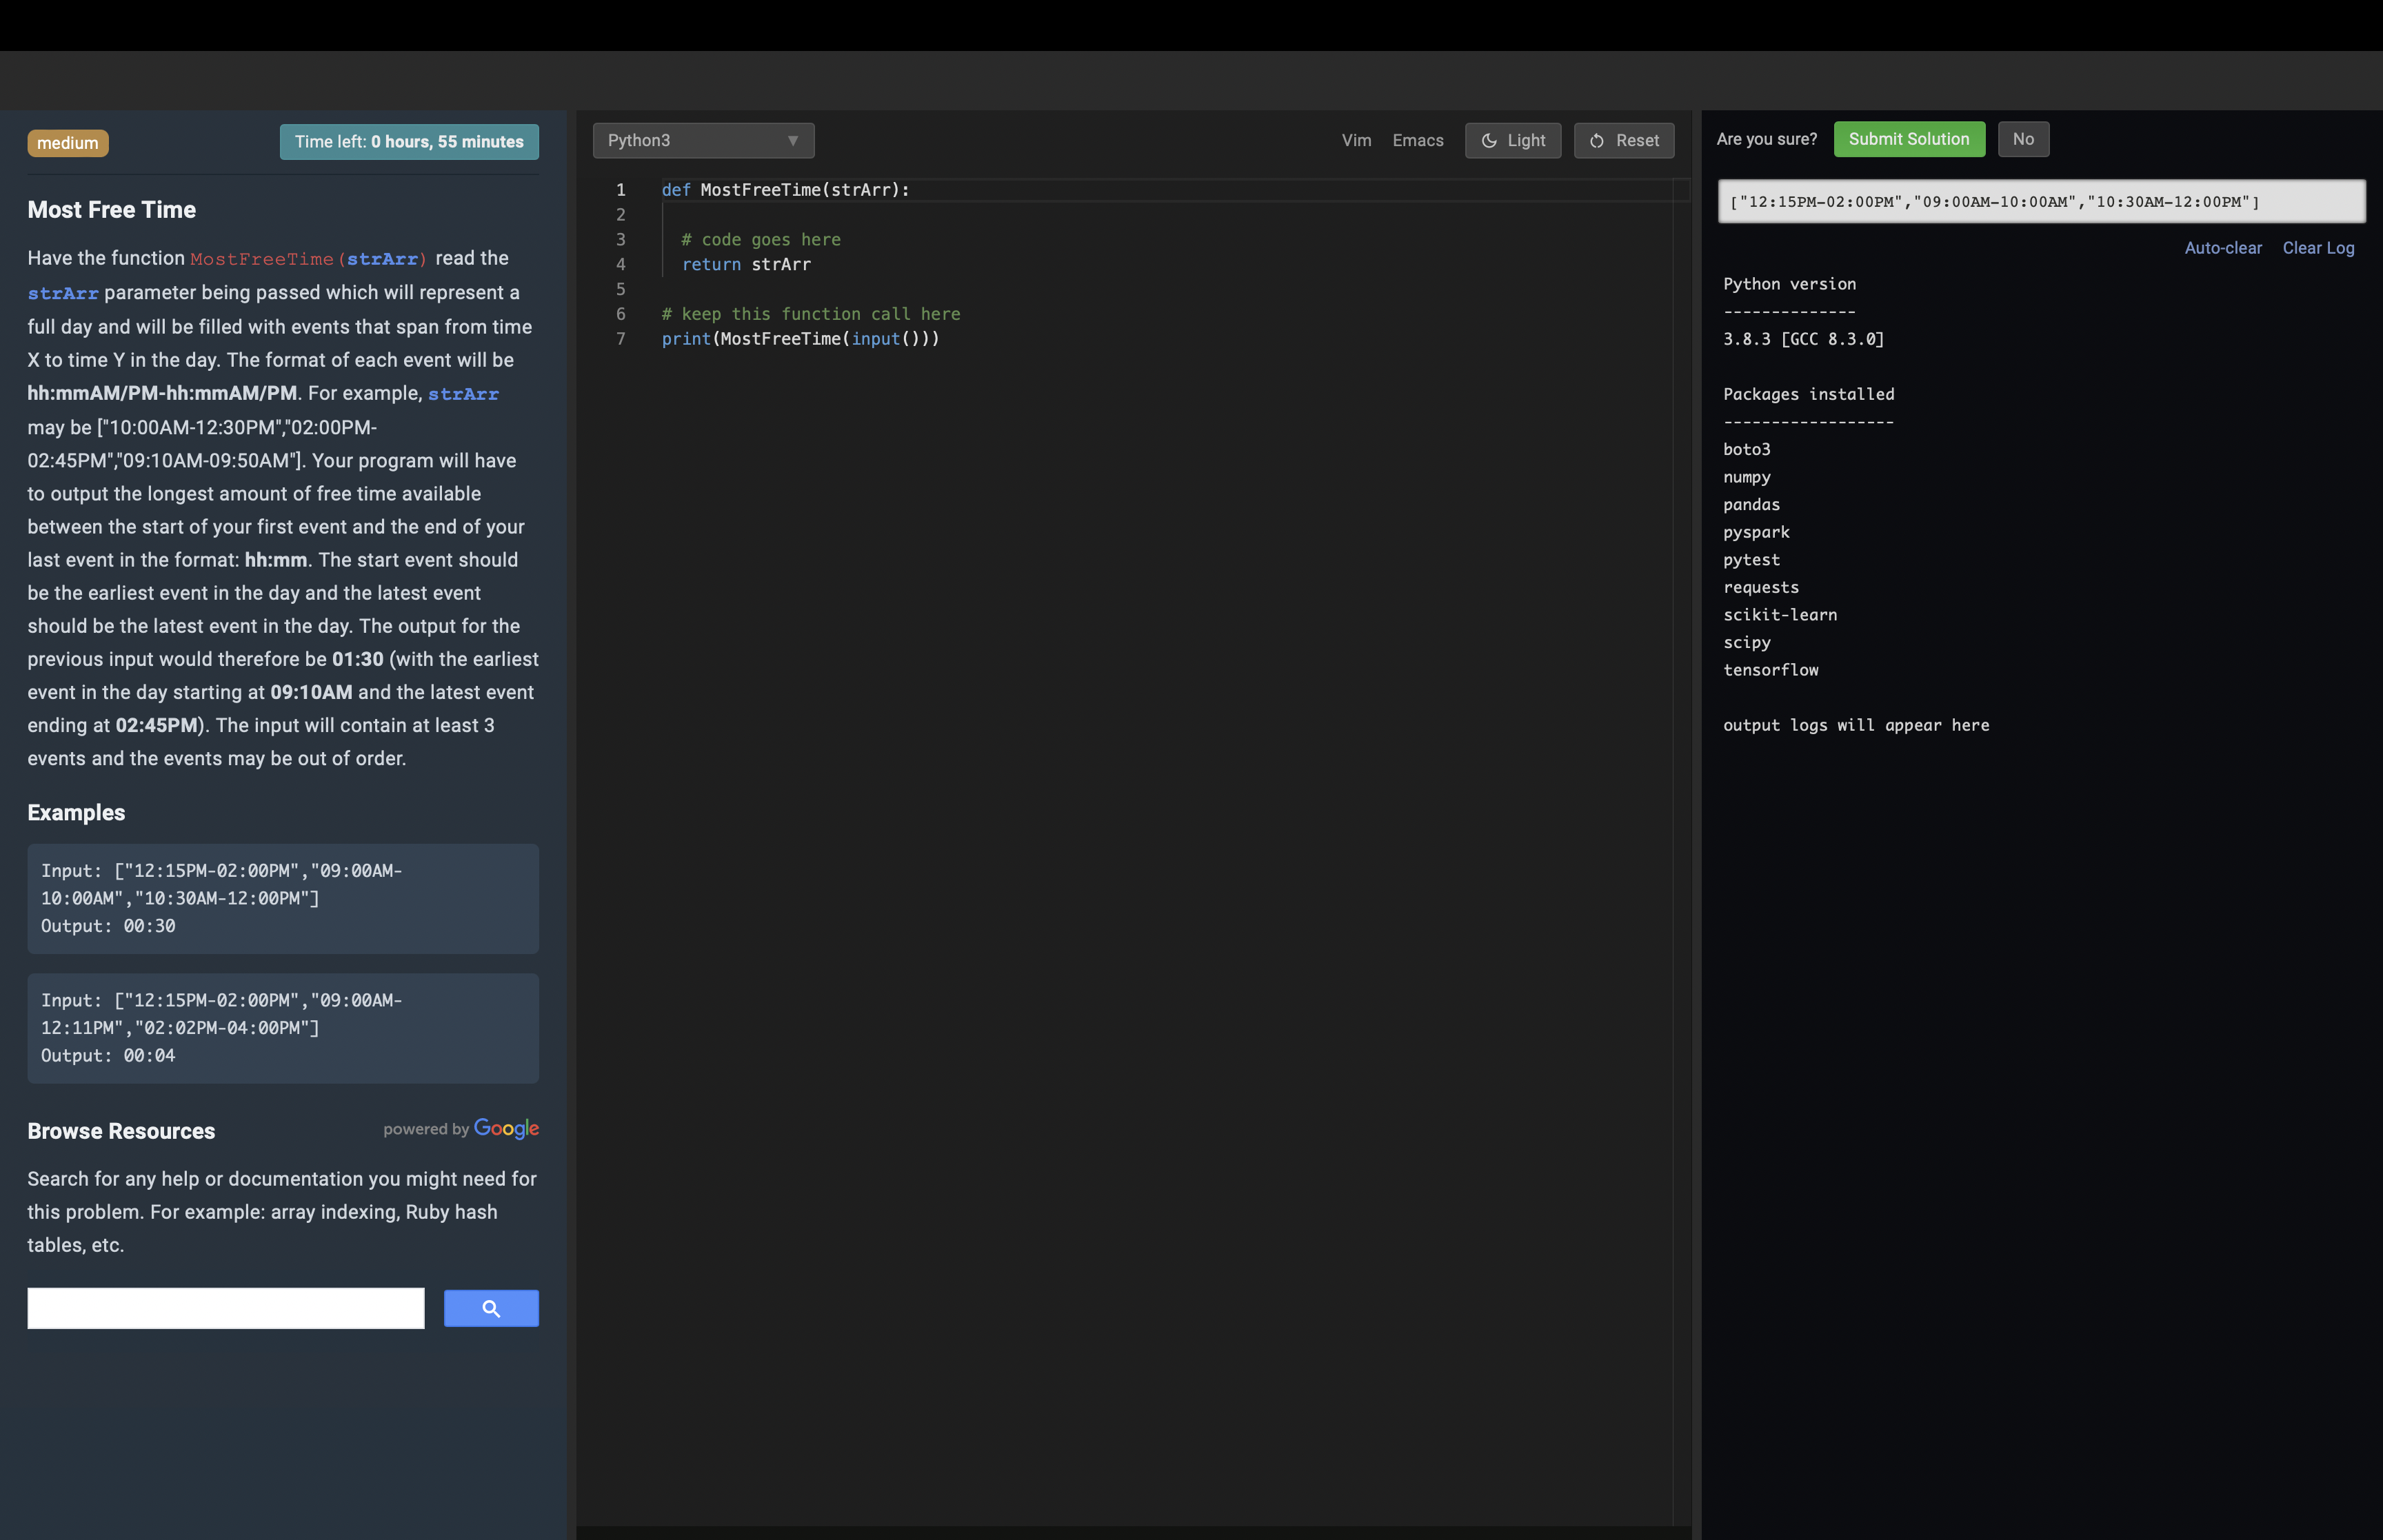 medium
Time left: 0 hours, 55 minutes
Most Free Time
Have the function MostFreeTime(strArr) read the
strArr parameter being passed which will represent a
full day and will be filled with events that span from time
X to time Y in the day. The format of each event will be
hh:mmAM/PM-hh:mmAM/PM. For example, strArr
may be ["10:00AM-12:30PM","02:00PM-
02:45PM","09:10AM-09:50AM"]. Your program will have
to output the longest amount of free time available
between the start of your first event and the end of your
last event in the format: hh:mm. The start event should
be the earliest event in the day and the latest event
should be the latest event in the day. The output for the
previous input would therefore be 01:30 (with the earliest
event in the day starting at 09:10AM and the latest event
ending at 02:45PM). The input will contain at least 3
events and the events may be out of order.
Examples
Input: ["12:15PM-02:00PM","09:00AM-
10:00AM","10:30AM-12:00PM"]
Output: 00:30
Input: ["12:15PM-02:00PM","09:00AM-
12:11PM","02:02PM-04:00PM"]
Output: 00:04
Browse Resources
powered by Google
Search for any help or documentation you might need for
this problem. For example: array indexing, Ruby hash
tables, etc.
Python3
Vim
Emacs
Light
Reset
1 def MostFreeTime(strArr):
2
3 # code goes here
4 return strArr
5
6 # keep this function call here
7 print(MostFreeTime(input()))
Are you sure?
Submit Solution
No
["12:15PM-02:00PM","09:00AM-10:00AM","10:30AM-12:00PM"]
Auto-clear
Clear Log
Python version
--------------
3.8.3 [GCC 8.3.0]
Packages installed
------------------
boto3
numpy
pandas
pyspark
pytest
requests
scikit-learn
scipy
tensorflow
output logs will appear here